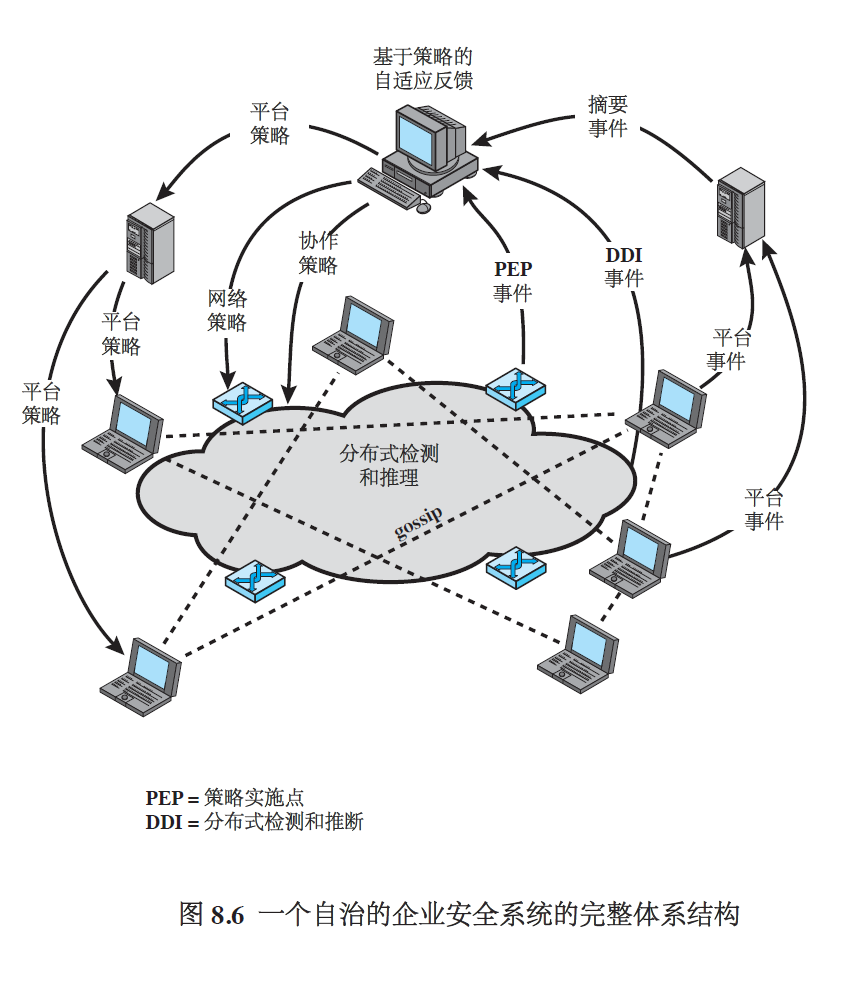 基于策略的
自适应反馈
平台
策略
摘要
事件
协作
策略
PEP
事件
DDI
事件
网络
策略
平台
策略
平台
事件
平台
策略
分布式检测
和推理
gossip
平台
事件
PEP = 策略实施点
DDI = 分布式检测和推断
图 8.6 一个自治的企业安全系统的完整体系结构